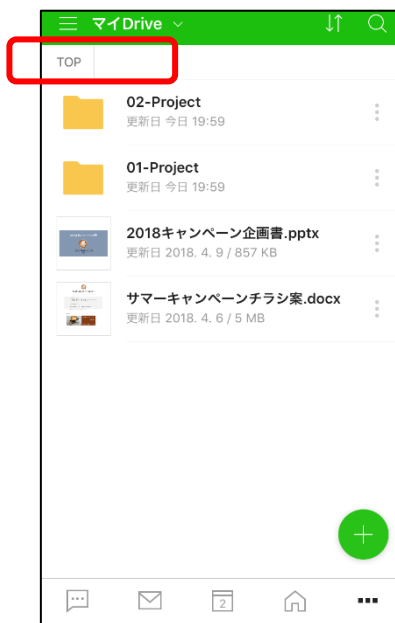 マイDrive
TOP
02-Project
更新日 今日 19:59
01-Project
更新日 今日 19:59
2018キャンペーン企画書.pptx
更新日 2018. 4. 9 / 857 KB
サマーキャンペーンチラシ案.docx
更新日 2018. 4. 6 / 5 MB
2